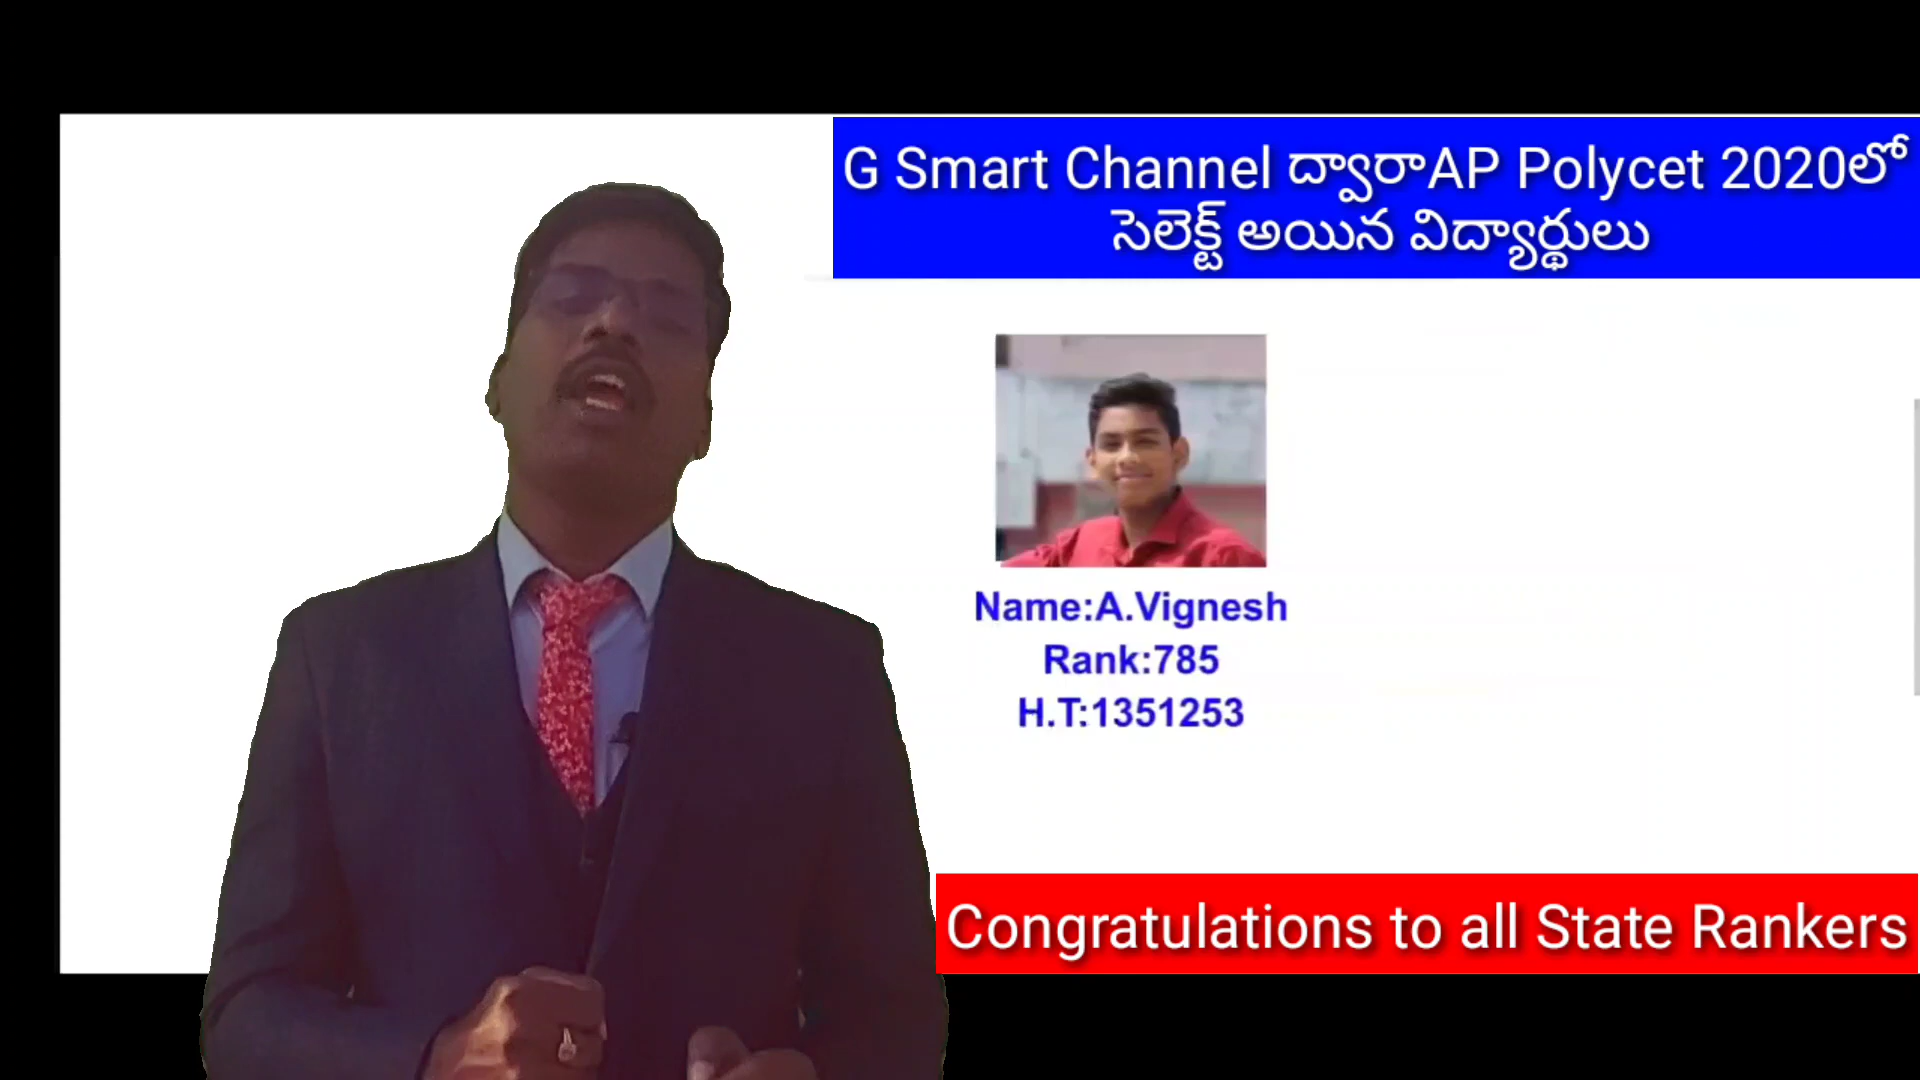 G Smart Channel ద్వారాAP Polycet 2020లో
సెలెక్ట్ అయిన విద్యార్థులు
Name:A.Vignesh
Rank:785
H.T:1351253
Congratulations to all State Rankers